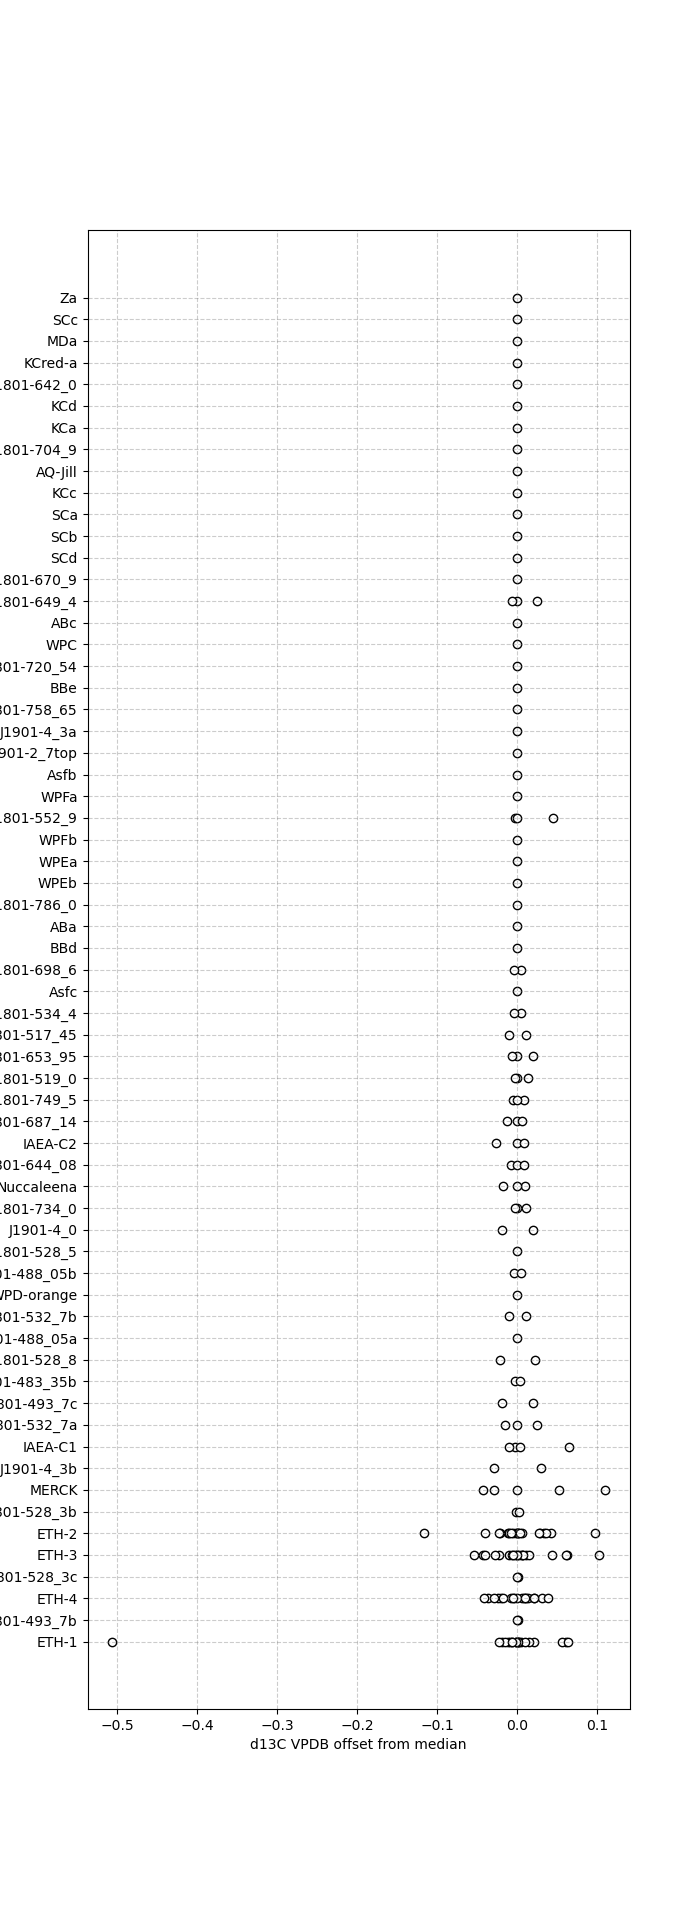 Za
SCc
MDa
KCred-a
1801-642_0
KCd
KCa
1801-704_9
AQ-Jill
KCc
SCa
SCb
SCd
1801-670_9
1801-649_4
ABc
WPC
301-720_54
BBe
301-758_65
J1901-4_3a
901-2_7top
Asfb
WPFa
1801-552_9
WPFb
WPEa
WPEb
1801-786_0
ABa
BBd
1801-698_6
Asfc
1801-534_4
301-517_45
301-653_95
1801-519_0
1801-749_5
301-687_14
IAEA-C2
301-644_08
Nuccaleena
1801-734_0
J1901-4_0
1801-528_5
01-488_05b
WPD-orange
301-532_7b
01-488_05a
1801-528_8
01-483_35b
801-493_7c
301-532_7a
IAEA-C1
J1901-4_3b
MERCK
301-528_3b
ETH-2
ETH-3
801-528_3c
ETH-4
301-493_7b
ETH-1
−0.5 −0.4 −0.3 −0.2 −0.1 0.0 0.1
d13C VPDB offset from median